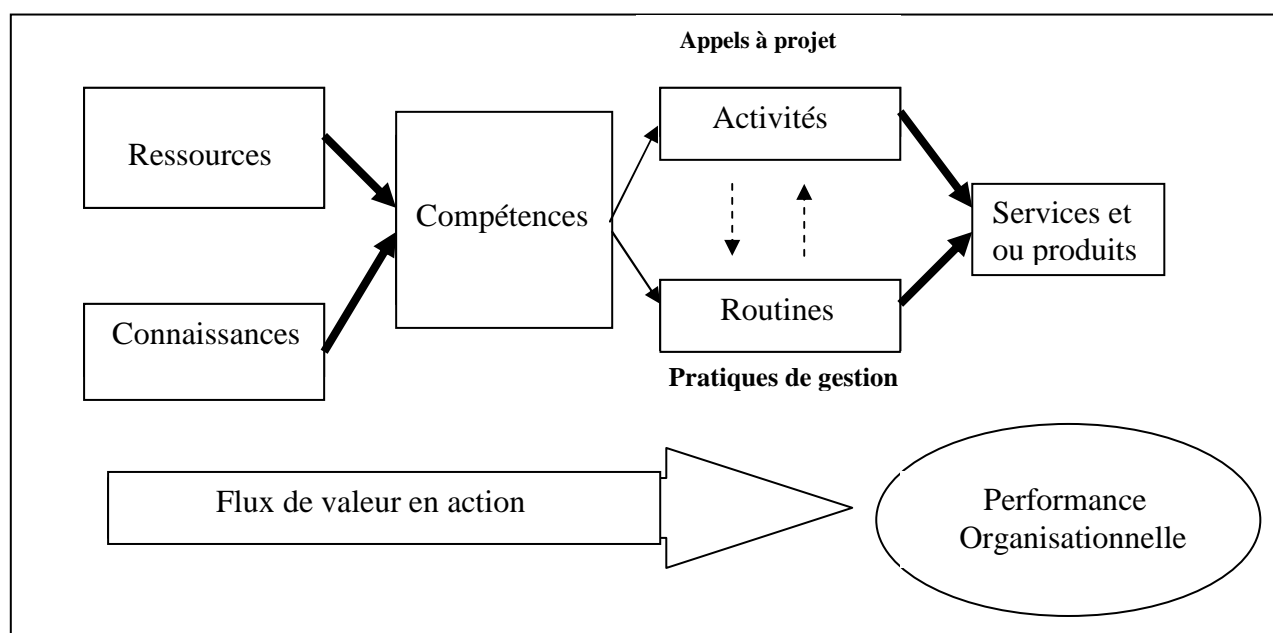 Appels à projet
Ressources
Activités
Compétences
Services et
ou produits
Connaissances
Routines
Pratiques de gestion
Flux de valeur en action
Performance
Organisationnelle